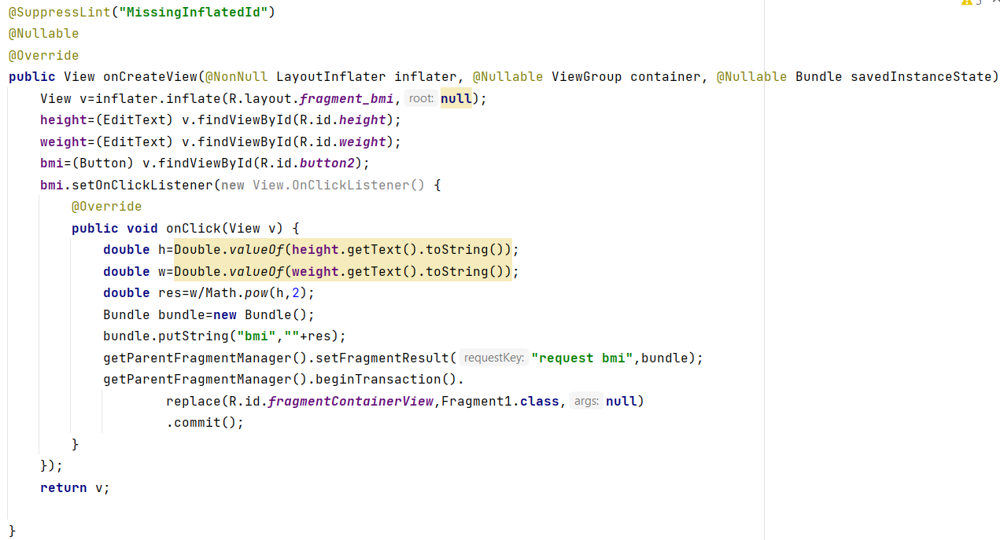 5
@SuppressLint("MissingInflatedId")
@Nullable
@Override
public View onCreateView(@NonNull LayoutInflater inflater, @Nullable ViewGroup container, @Nullable Bundle savedInstanceState)
View v=inflater.inflate(R.layout.fragment_bmi, root: null);
height=(EditText) v.findViewById(R.id.height);
weight=(EditText) v.findViewById(R.id.weight);
bmi=(Button) v.findViewById(R.id.button2);
bmi.setOnClickListener(new View.OnClickListener() {
@Override
public void onClick(View v) {
double h=Double.valueOf(height.getText().toString());
double w=Double.valueOf(weight.getText().toString());
double res=w/Math.pow(h,2);
Bundle bundle=new Bundle();
bundle.putString("bmi",""+res);
getParentFragmentManager().setFragmentResult( requestKey: "request bmi",bundle);
getParentFragmentManager().beginTransaction().
replace(R.id.fragmentContainerView,Fragment1.class, args: null)
.commit();
}
});
return v;
}